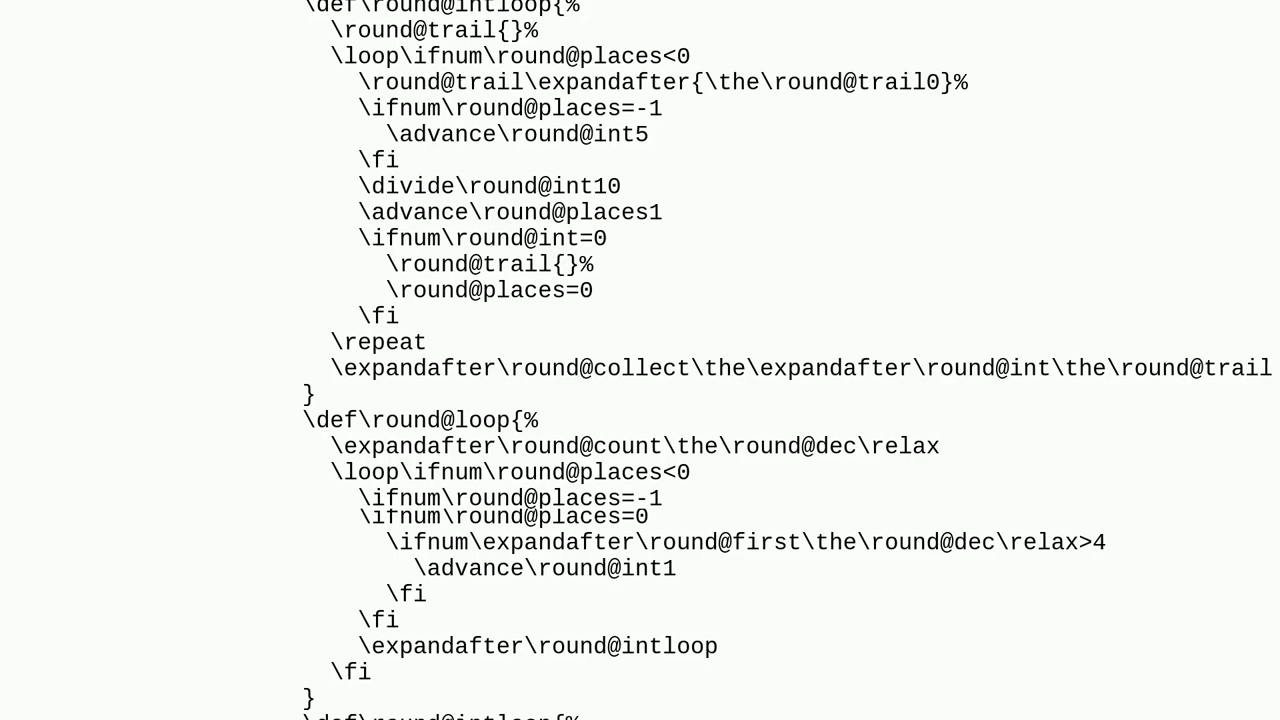 \def\round@intloop{%
  \round@trail{}%
  \loop\ifnum\round@places<0
    \round@trail\expandafter{\the\round@trail0}%
    \ifnum\round@places=-1
      \advance\round@int5
    \fi
    \divide\round@int10
    \advance\round@places1
    \ifnum\round@int=0
      \round@trail{}%
      \round@places=0
    \fi
  \repeat
  \expandafter\round@collect\the\expandafter\round@int\the\round@trail
}
\def\round@loop{%
  \expandafter\round@count\the\round@dec\relax
  \loop\ifnum\round@places<0
    \ifnum\round@places=-1
    \ifnum\round@places=0
      \ifnum\expandafter\round@first\the\round@dec\relax>4
        \advance\round@int1
      \fi
    \fi
    \expandafter\round@intloop
  \fi
}
\def\round@intloop{%